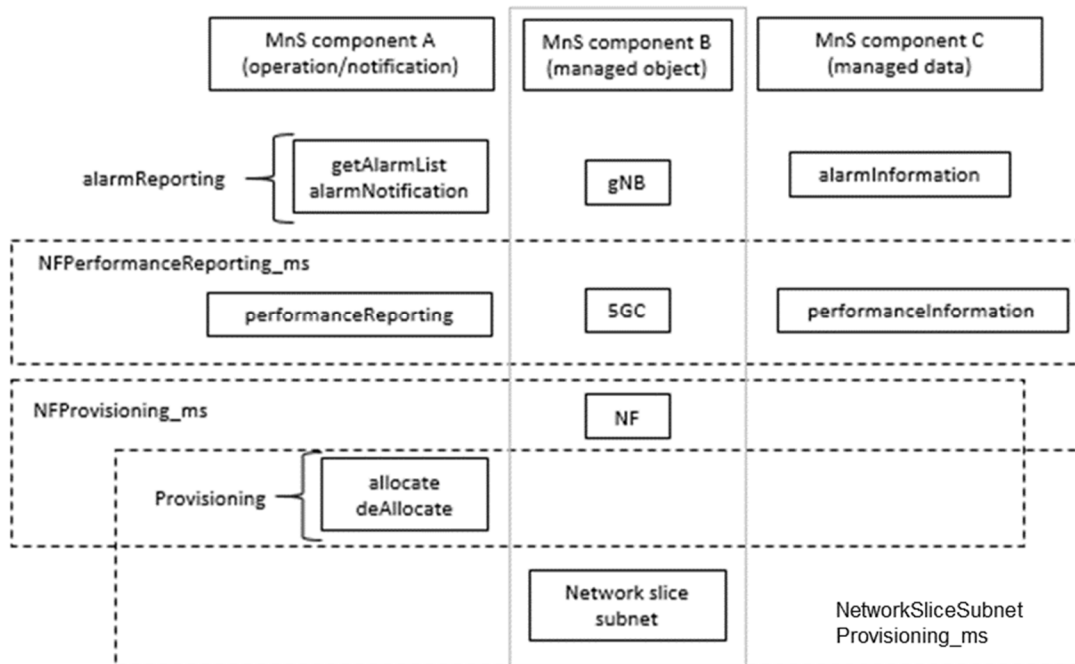 MnS component A
(operation/notification)
MnS component B
(managed object)
MnS component C
(managed data)
alarmReporting
getAlarmList
alarmNotification
gNB
alarmInformation
NFPerformanceReporting_ms
performanceReporting
5GC
performanceInformation
NFProvisioning_ms
NF
Provisioning
allocate
deAllocate
Network slice
subnet
NetworkSliceSubnet
Provisioning_ms